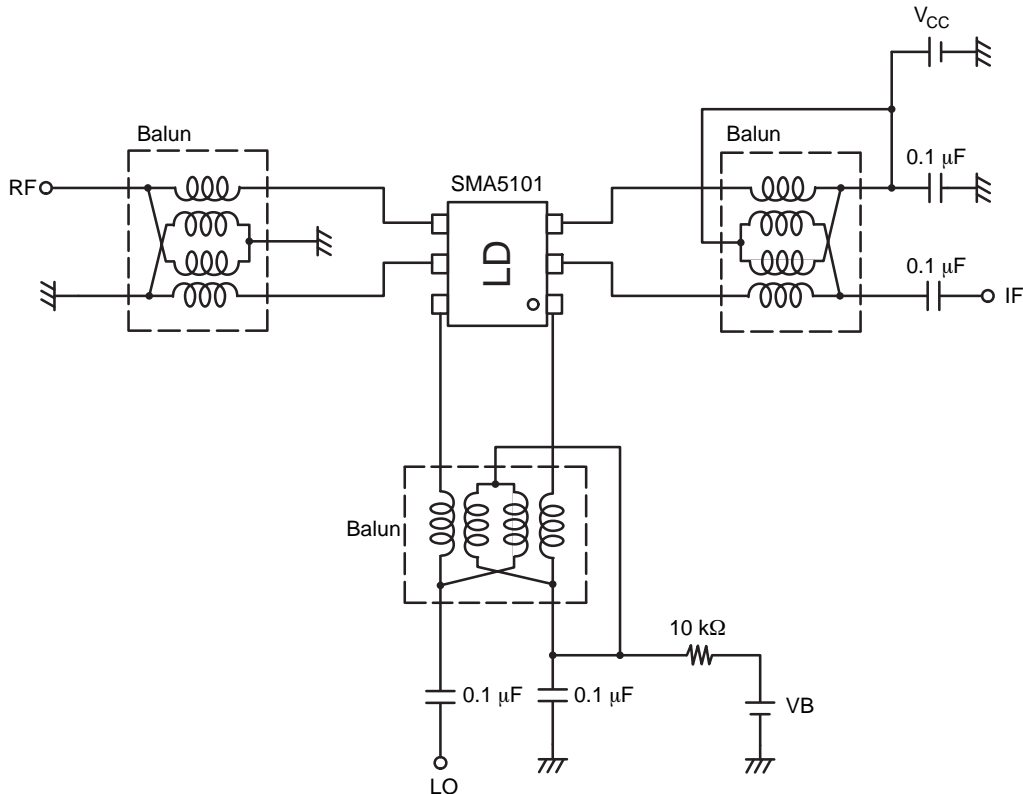 V_CC
Balun
Balun
0.1 μF
RF
SMA5101
LD
0.1 μF
IF
Balun
10 kΩ
0.1 μF
0.1 μF
VB
LO